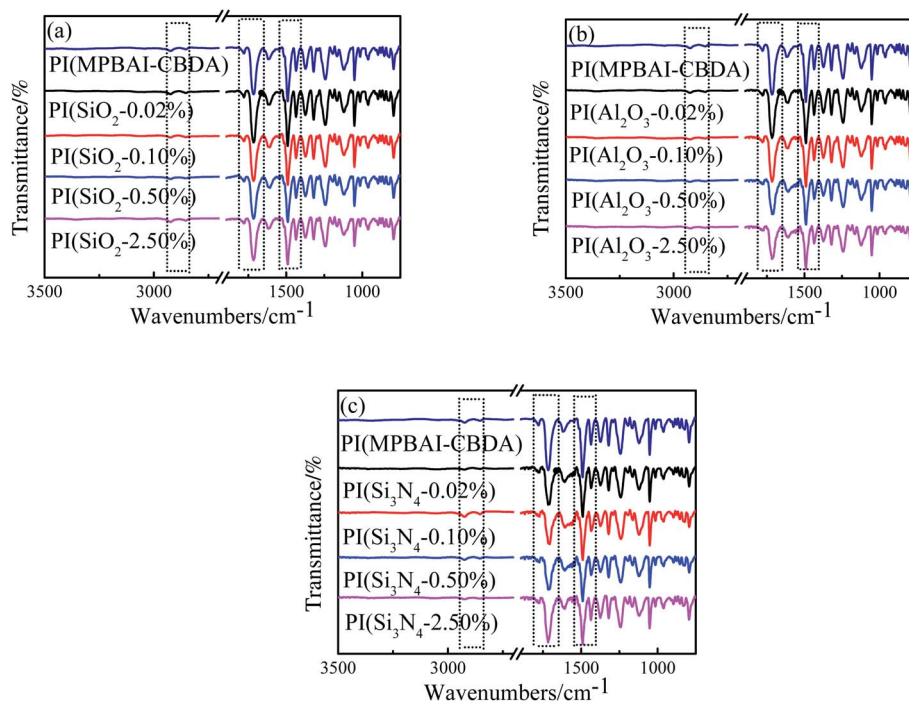 (a)
PI(MPBAI-CBDA)
PI(SiO2-0.02%)
PI(SiO2-0.10%)
PI(SiO2-0.50%)
PI(SiO2-2.50%)
Transmittance/%
3500 3000 1500 1000
Wavenumbers/cm-1
(b)
PI(MPBAI-CBDA)
PI(Al2O3-0.02%)
PI(Al2O3-0.10%)
PI(Al2O3-0.50%)
PI(Al2O3-2.50%)
Transmittance/%
3500 3000 1500 1000
Wavenumbers/cm-1
(c)
PI(MPBAI-CBDA)
PI(Si3N4-0.02%)
PI(Si3N4-0.10%)
PI(Si3N4-0.50%)
PI(Si3N4-2.50%)
Transmittance/%
3500 3000 1500 1000
Wavenumbers/cm-1